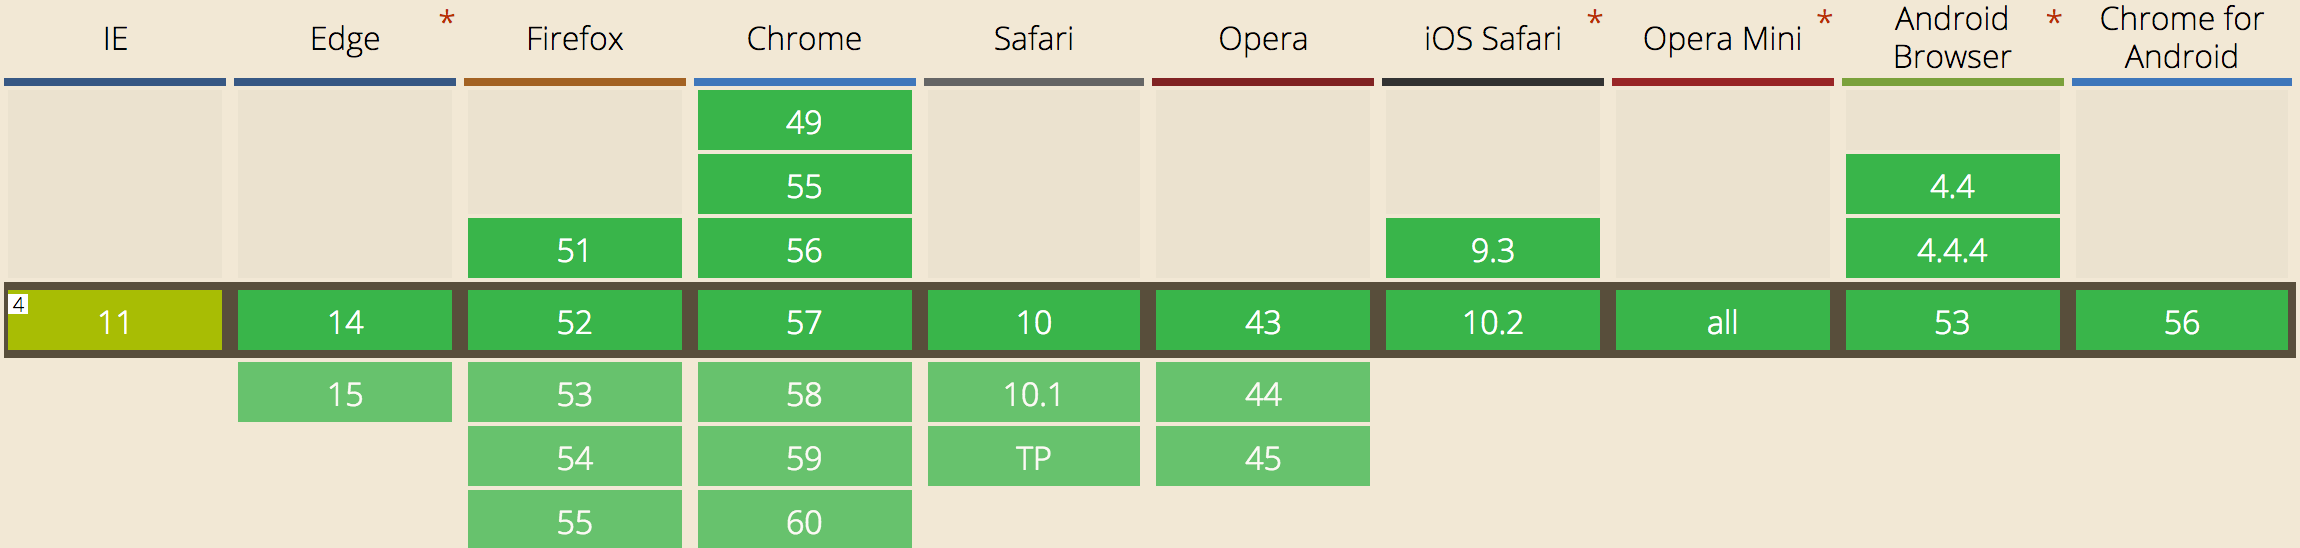 IE Edge * Firefox Chrome Safari Opera iOS Safari * Opera Mini * Android Browser * Chrome for Android
49
55 4.4
51 56 9.3 4.4.4
4 11 14 52 57 10 43 10.2 all 53 56
15 53 58 10.1 44
54 59 TP 45
55 60